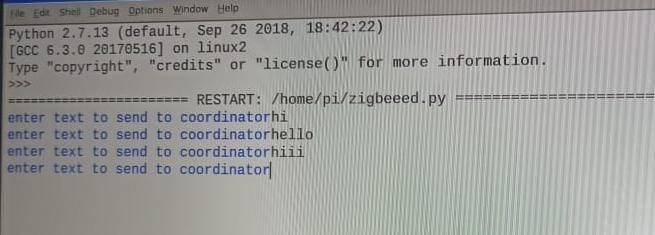 File Edit Shell Debug Options Window Help
Python 2.7.13 (default, Sep 26 2018, 18:42:22)
[GCC 6.3.0 20170516] on linux2
Type "copyright", "credits" or "license()" for more information.
>>>
======================== RESTART: /home/pi/zigbeeed.py ========================
enter text to send to coordinatorhi
enter text to send to coordinatorhello
enter text to send to coordinatorhiii
enter text to send to coordinator